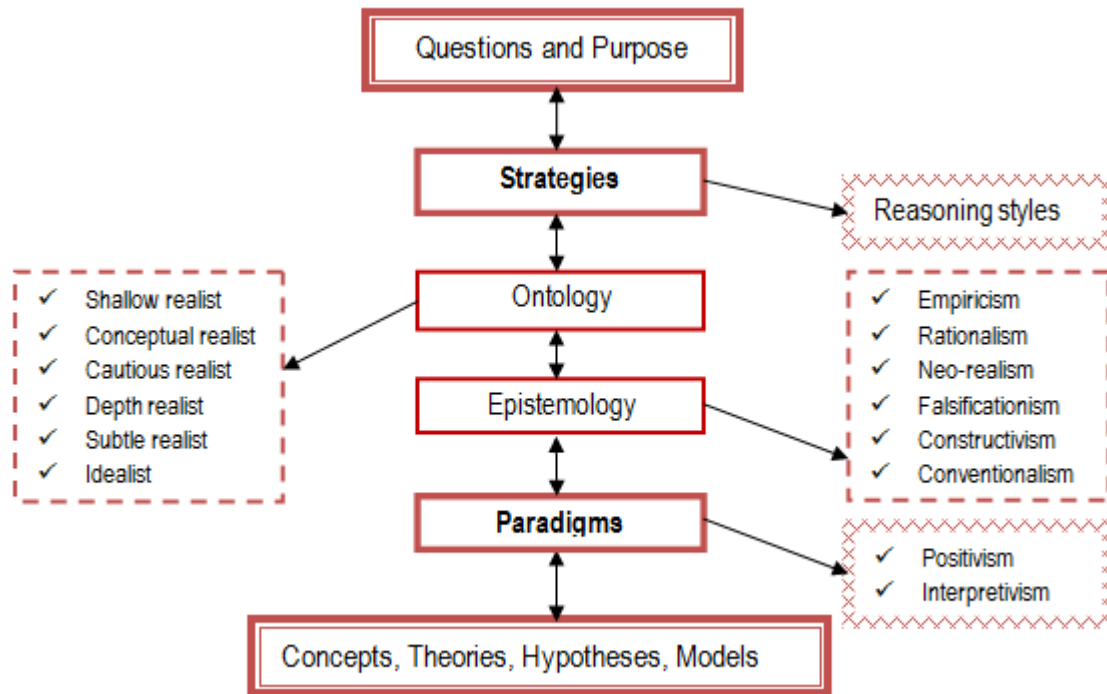 Questions and Purpose
Strategies
Reasoning styles
Ontology
✓ Shallow realist
✓ Conceptual realist
✓ Cautious realist
✓ Depth realist
✓ Subtle realist
✓ Idealist
Epistemology
✓ Empiricism
✓ Rationalism
✓ Neo-realism
✓ Falsificationism
✓ Constructivism
✓ Conventionalism
Paradigms
✓ Positivism
✓ Interpretivism
Concepts, Theories, Hypotheses, Models